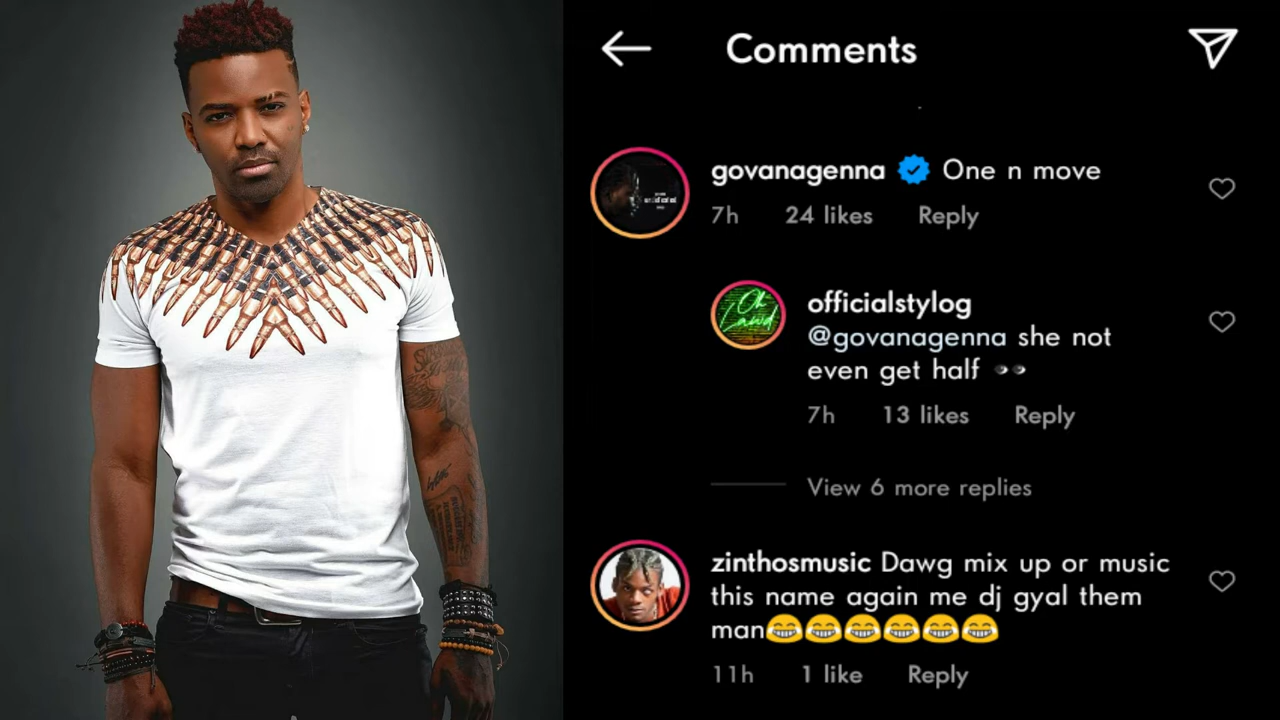 Comments
govanagenna One n move
7h 24 likes Reply
Oh
Lawd
officialstylog
@govanagenna she not
even get half 👀
7h 13 likes Reply
View 6 more replies
zinthosmusic Dawg mix up or music
this name again me dj gyal them
man😂😂😂😂😂😂
11h 1 like Reply